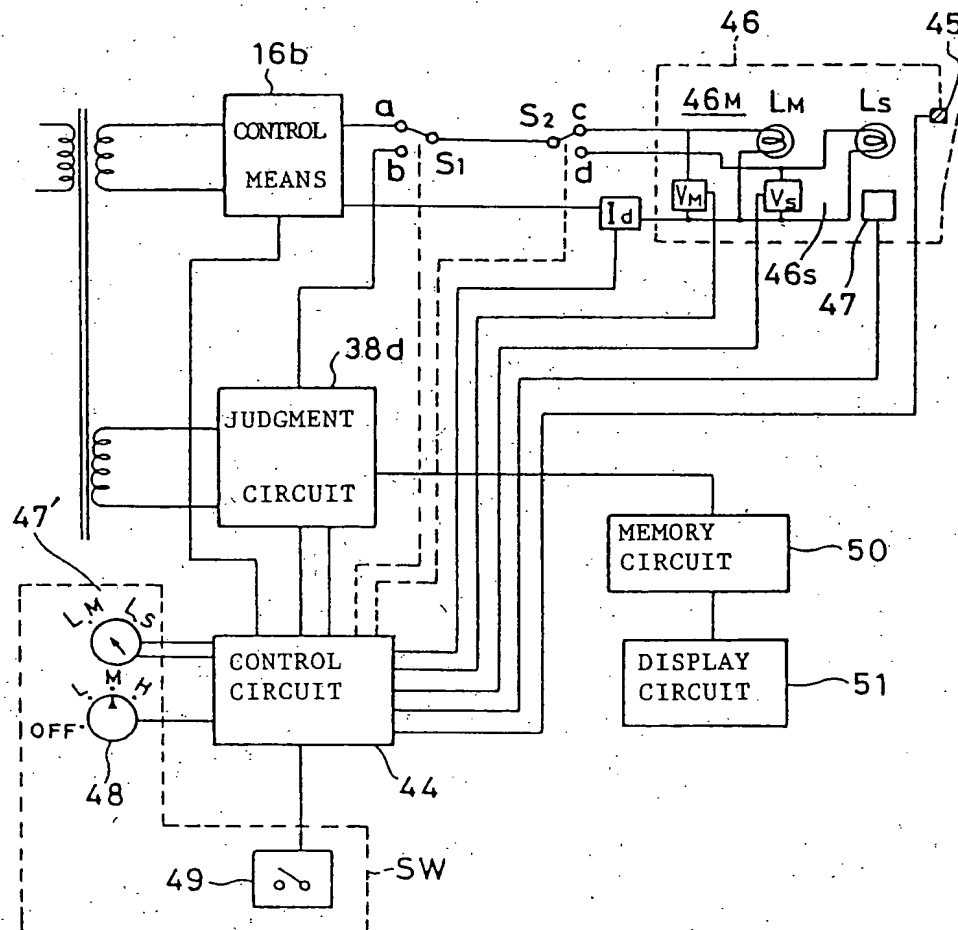 46
45
16b
46M
LM
LS
CONTROL
MEANS
a
b
S1
S2
c
d
VM
VS
Id
46s
47
38d
JUDGMENT
CIRCUIT
47'
MEMORY
CIRCUIT
50
L.M
L.S
CONTROL
CIRCUIT
DISPLAY
CIRCUIT
51
L
M
H
OFF
48
44
49
SW